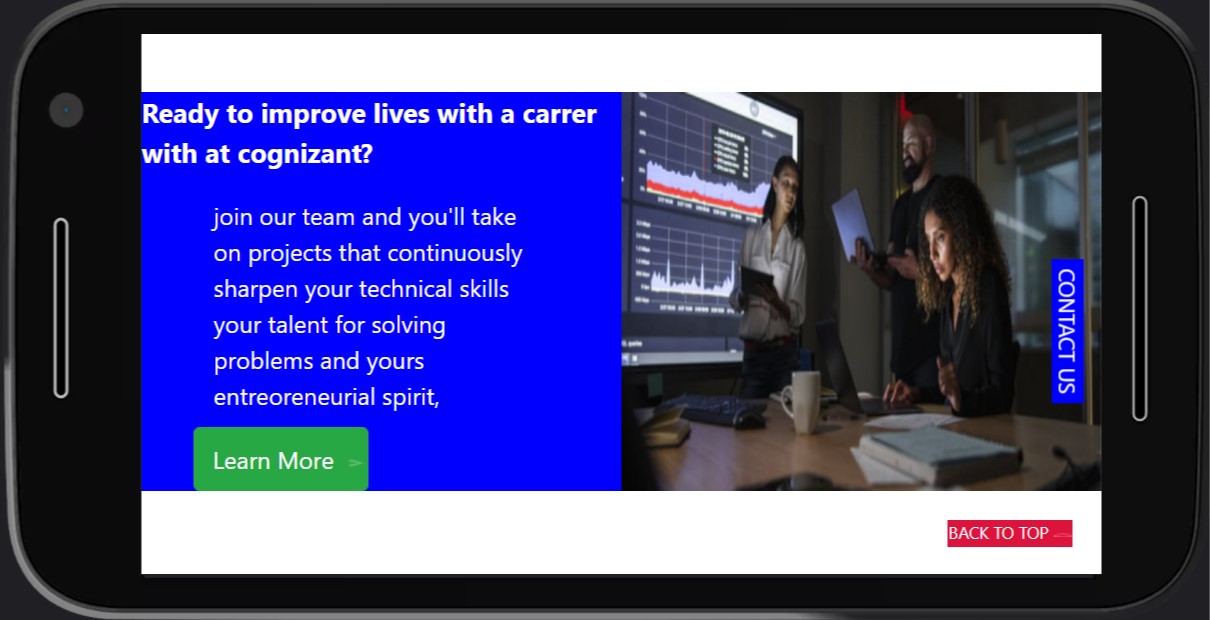 Ready to improve lives with a carrer
with at cognizant?
join our team and you'll take
on projects that continuously
sharpen your technical skills
your talent for solving
problems and yours
entreoreneurial spirit,
Learn More
CONTACT US
BACK TO TOP